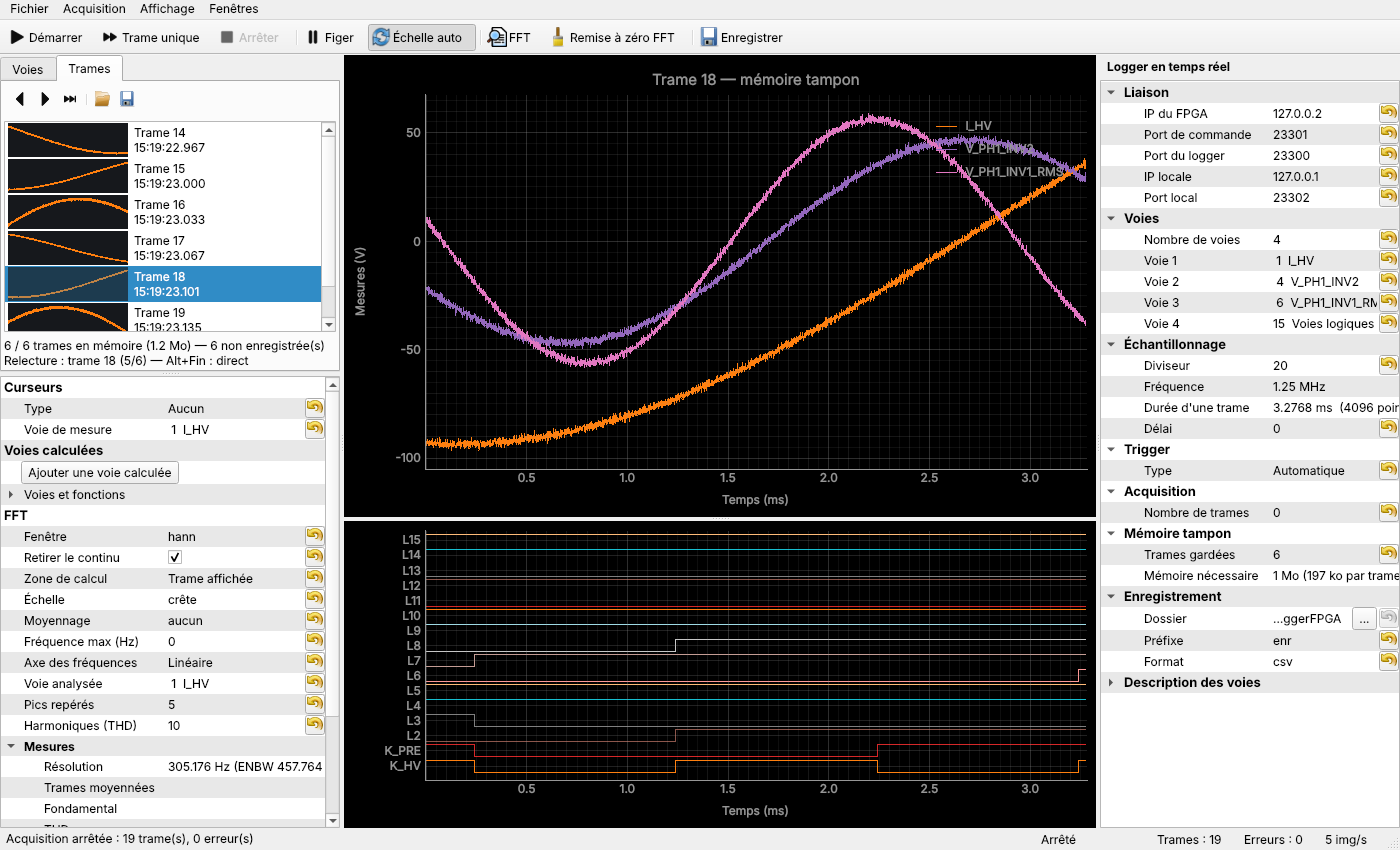 Fichier Acquisition Affichage Fenêtres
Démarrer Trame unique Arrêter Figer Échelle auto FFT Remise à zéro FFT Enregistrer
Voies Trames
Trame 14
15:19:22.967
Trame 15
15:19:23.000
Trame 16
15:19:23.033
Trame 17
15:19:23.067
Trame 18
15:19:23.101
Trame 19
15:19:23.135
6 / 6 trames en mémoire (1.2 Mo) — 6 non enregistrée(s)
Relecture : trame 18 (5/6) — Alt+Fin : direct
Curseurs
Type Aucun
Voie de mesure 1 I_HV
Voies calculées
Ajouter une voie calculée
Voies et fonctions
FFT
Fenêtre hann
Retirer le continu
Zone de calcul Trame affichée
Échelle crête
Moyennage aucun
Fréquence max (Hz) 0
Axe des fréquences Linéaire
Voie analysée 1 I_HV
Pics repérés 5
Harmoniques (THD) 10
Mesures
Résolution 305.176 Hz (ENBW 457.764
Trames moyennées
Fondamental
THD
Trame 18 — mémoire tampon
I_HV
V_PH1_INV2
V_PH1_INV1_RMS
Mesures (V)
50
0
-50
-100
0.5 1.0 1.5 2.0 2.5 3.0
Temps (ms)
L15
L14
L13
L12
L11
L10
L9
L8
L7
L6
L5
L4
L3
L2
K_PRE
K_HV
0.5 1.0 1.5 2.0 2.5 3.0
Temps (ms)
Logger en temps réel
Liaison
IP du FPGA 127.0.0.2
Port de commande 23301
Port du logger 23300
IP locale 127.0.0.1
Port local 23302
Voies
Nombre de voies 4
Voie 1 1 I_HV
Voie 2 4 V_PH1_INV2
Voie 3 6 V_PH1_INV1_RM
Voie 4 15 Voies logiques
Échantillonnage
Diviseur 20
Fréquence 1.25 MHz
Durée d'une trame 3.2768 ms (4096 poin
Délai 0
Trigger
Type Automatique
Acquisition
Nombre de trames 0
Mémoire tampon
Trames gardées 6
Mémoire nécessaire 1 Mo (197 ko par trame
Enregistrement
Dossier ...ggerFPGA ...
Préfixe enr
Format csv
Description des voies
Acquisition arrêtée : 19 trame(s), 0 erreur(s) Arrêté Trames : 19 Erreurs : 0 5 img/s